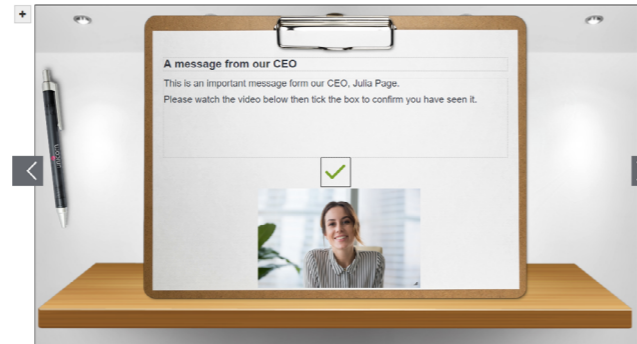 A message from our CEO
This is an important message form our CEO, Julia Page.
Please watch the video below then tick the box to confirm you have seen it.